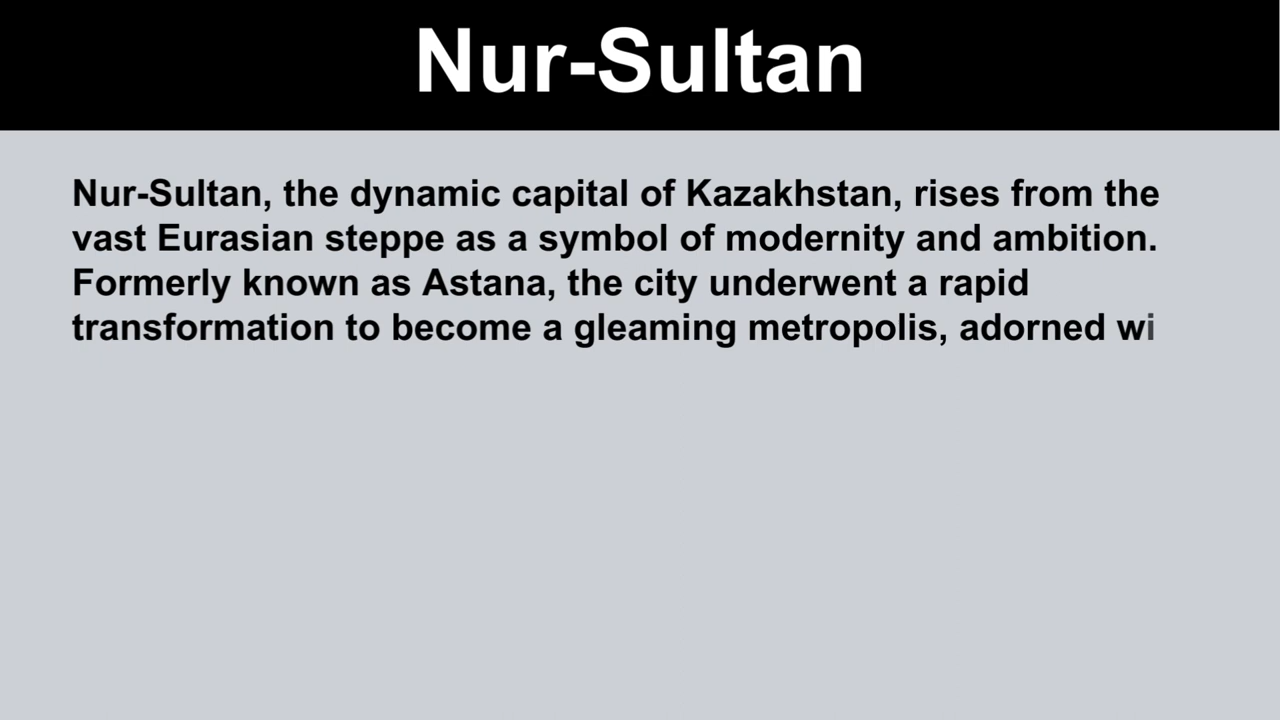 Nur-Sultan
Nur-Sultan, the dynamic capital of Kazakhstan, rises from the
vast Eurasian steppe as a symbol of modernity and ambition.
Formerly known as Astana, the city underwent a rapid
transformation to become a gleaming metropolis, adorned wi